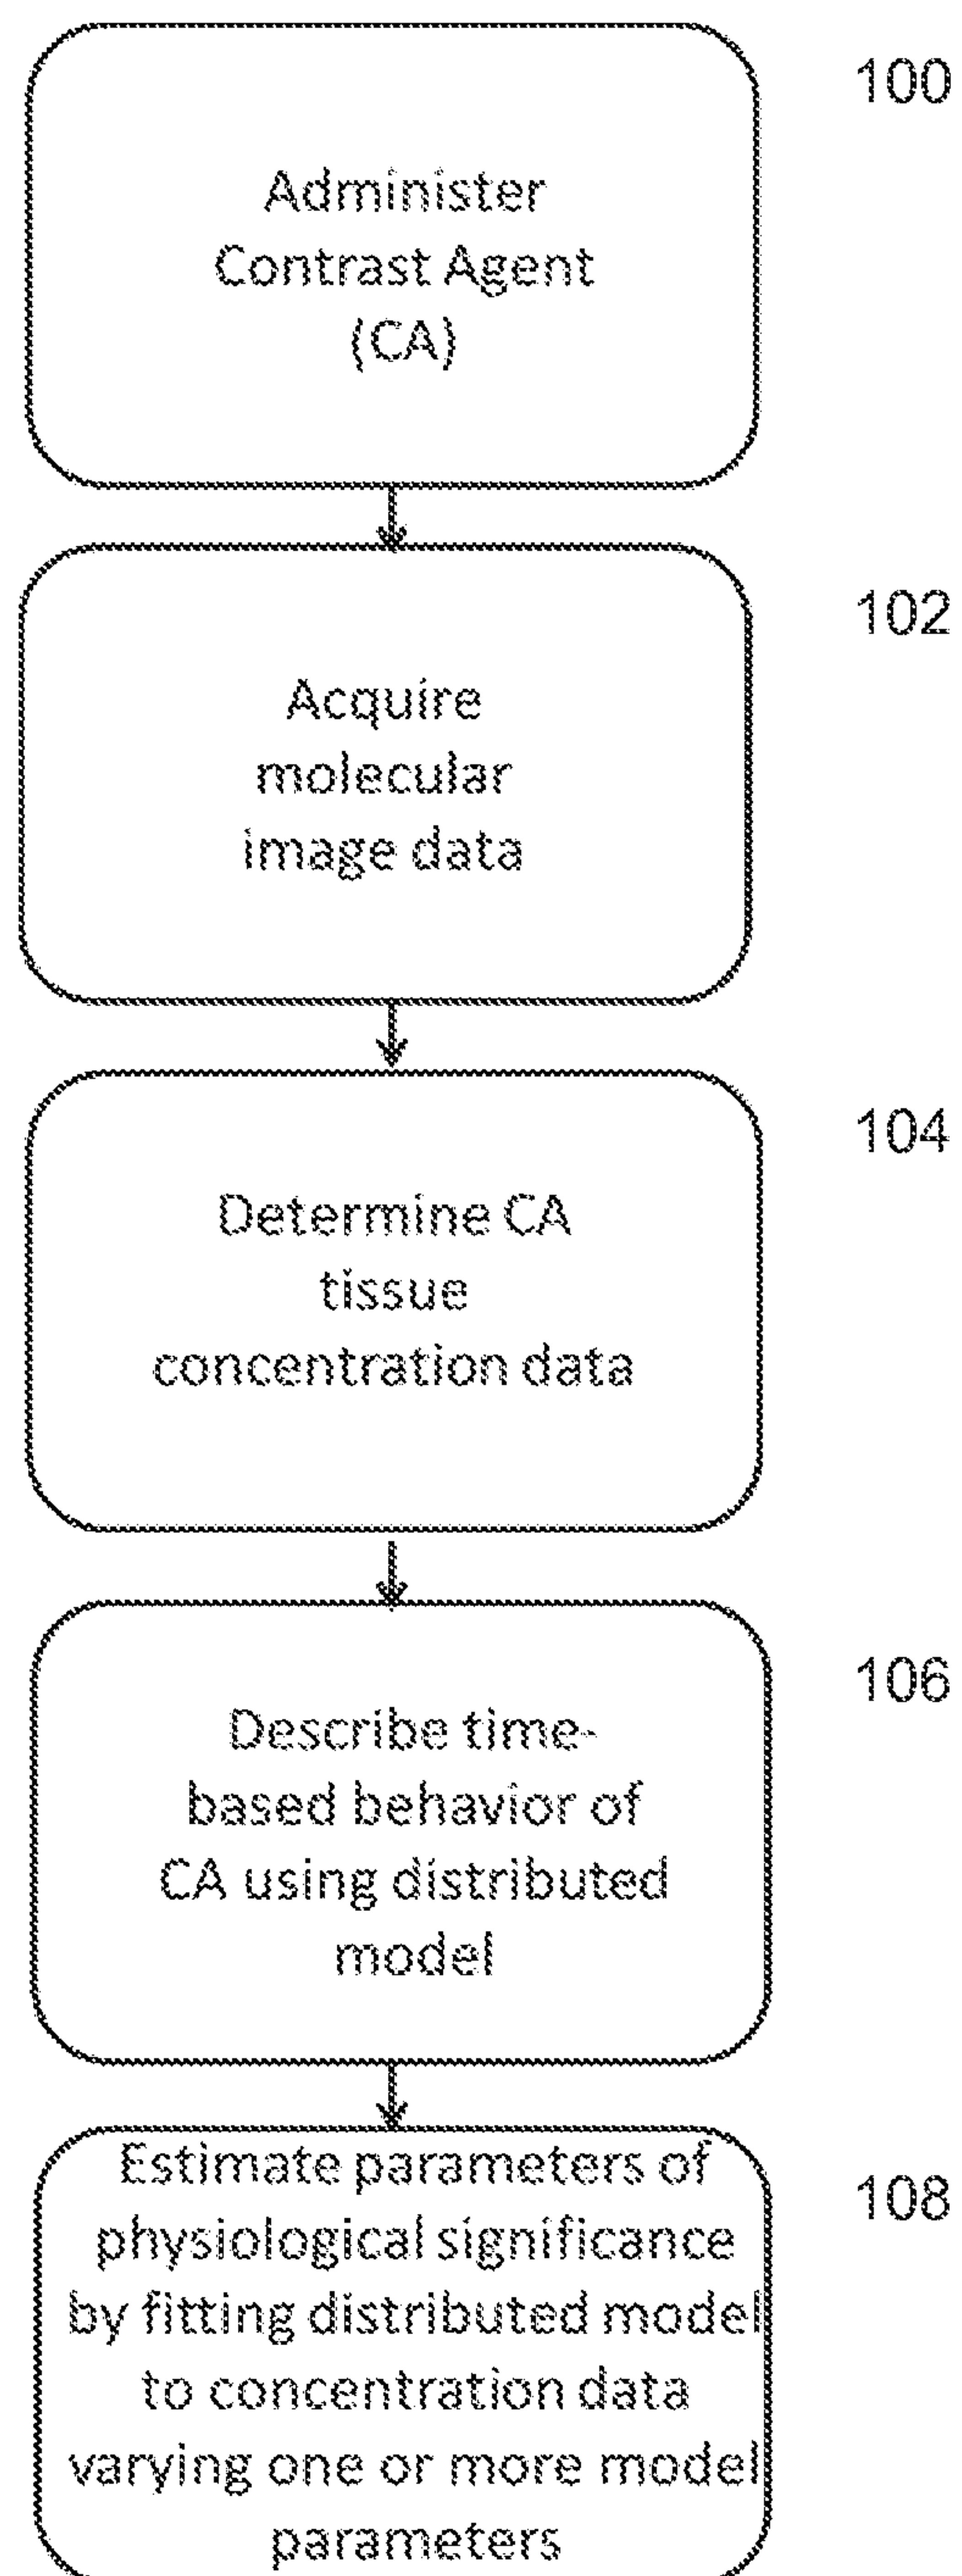 100
Administer
Contrast Agent
(CA)
102
Acquire
molecular
image data
104
Determine CA
tissue
concentration data
106
Describe time-
based behavior of
CA using distributed
model
108
Estimate parameters of
physiological significance
by fitting distributed model
to concentration data
varying one or more model
parameters